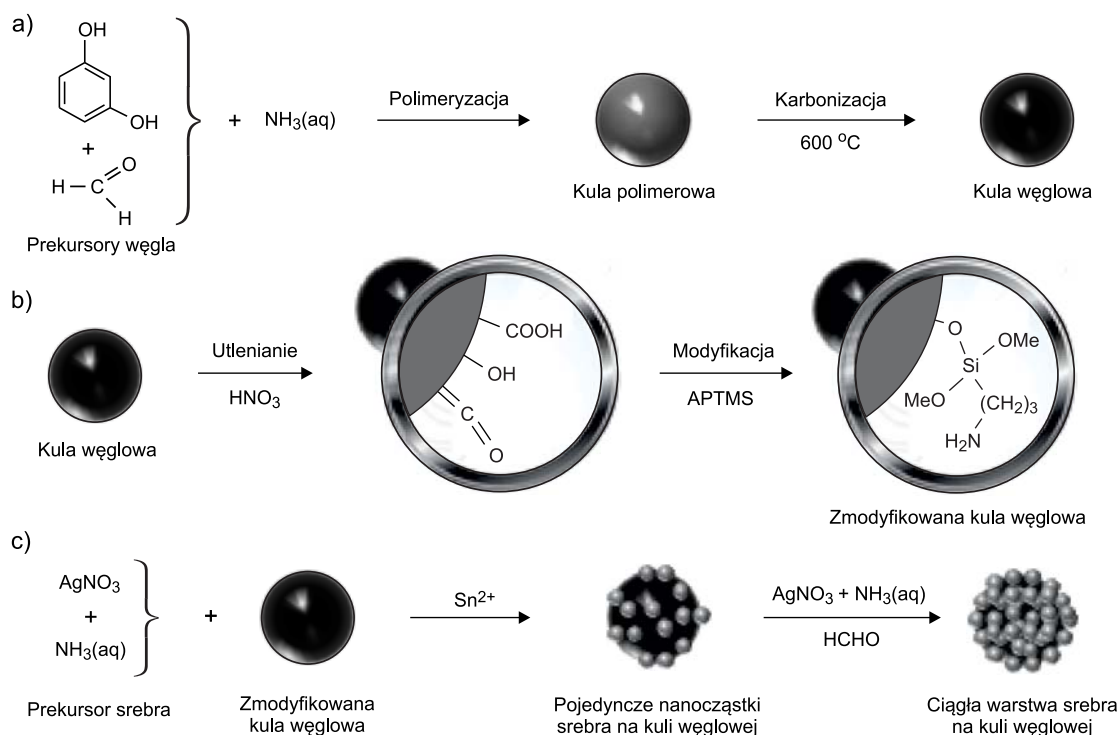 a)
OH
OH
+
H
C
O
H
Prekursory węgla
+ NH₃(aq)
Polimeryzacja
Kula polimerowa
Karbonizacja
600 °C
Kula węglowa
b)
Kula węglowa
Utlenianie
HNO₃
COOH
OH
C
O
Modyfikacja
APTMS
O
OMe
Si
MeO
(CH₂)₃
H₂N
Zmodyfikowana kula węglowa
c)
AgNO₃
+
NH₃(aq)
Prekursor srebra
+
Zmodyfikowana
kula węglowa
Sn²⁺
Pojedyncze nanocząstki
srebra na kuli węglowej
AgNO₃ + NH₃(aq)
HCHO
Ciągła warstwa srebra
na kuli węglowej